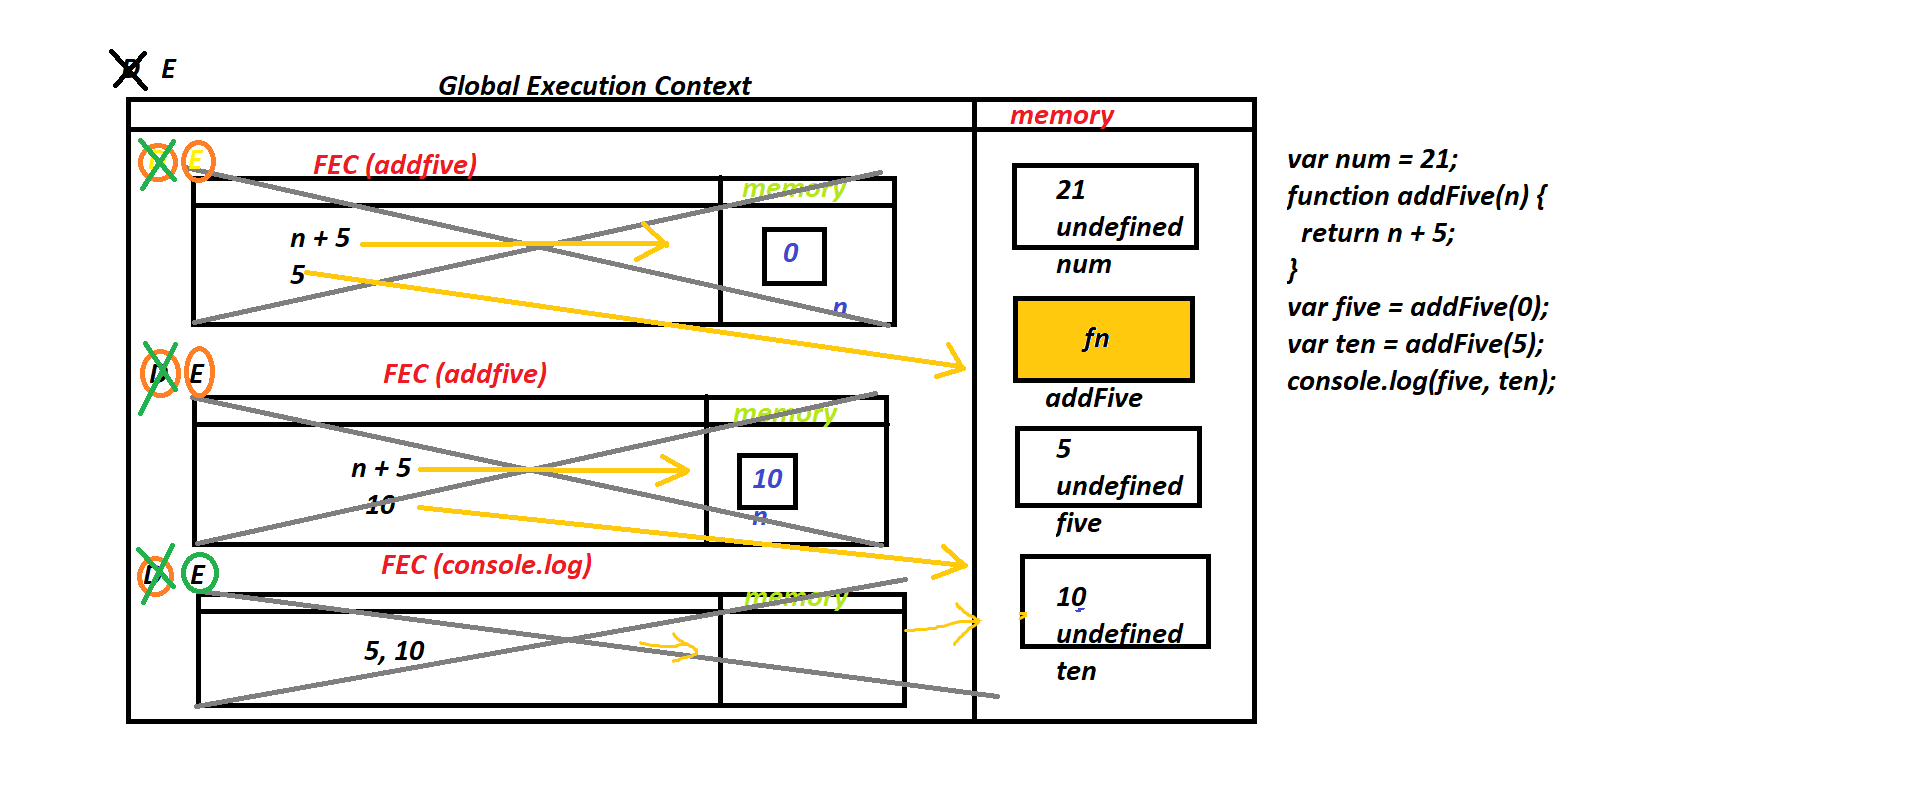 D E
Global Execution Context
memory
D E
FEC (addfive)
memory
n + 5
0
5
n
D E
FEC (addfive)
memory
n + 5
10
10
n
D E
FEC (console.log)
memory
5, 10
21
undefined
num
fn
addFive
5
undefined
five
10
undefined
ten
var num = 21;
function addFive(n) {
return n + 5;
}
var five = addFive(0);
var ten = addFive(5);
console.log(five, ten);